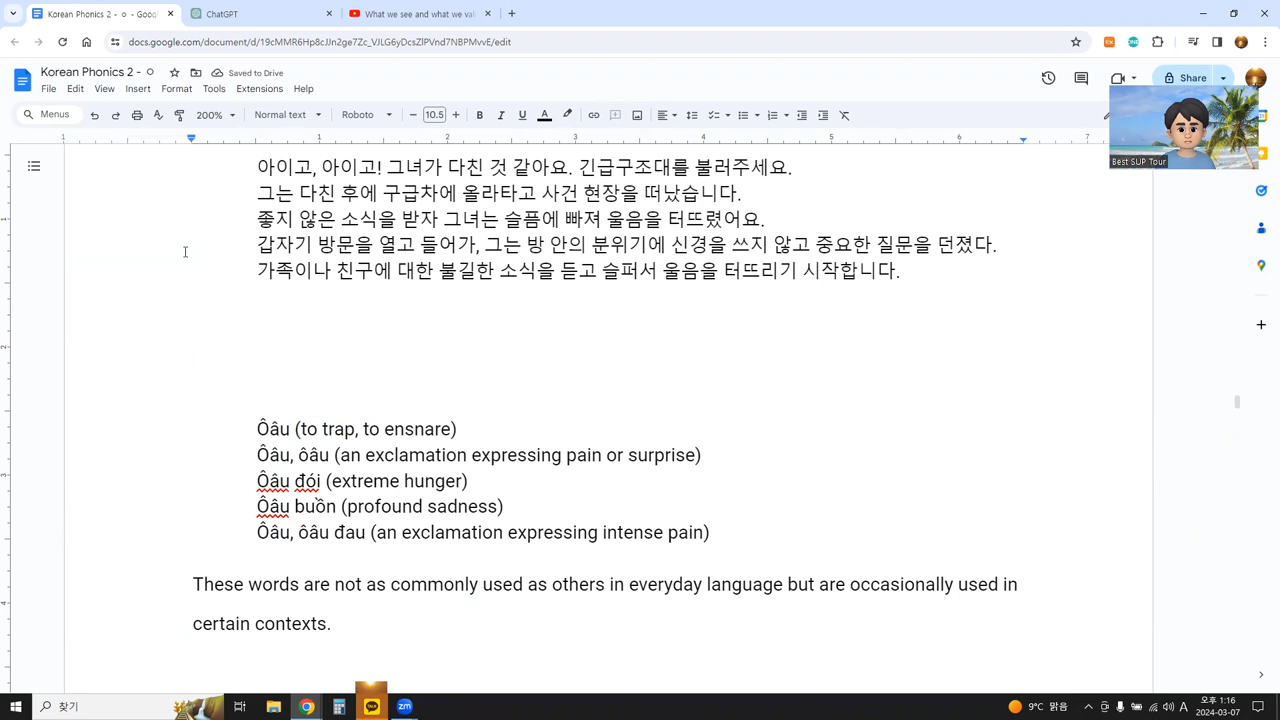 Korean Phonics 2 - ㅇ - Goog
ChatGPT
What we see and what we val
docs.google.com/document/d/19cMMR6Hp8cJJn2ge7Zc_VJLG6yDcsZlPVnd7NBPMvvE/edit
Korean Phonics 2 - ㅇ
Saved to Drive
File Edit View Insert Format Tools Extensions Help
Share
Menus 200% Normal text Roboto 10.5 B I U A
1 1 2 3 4 5 6 7
Best SUP Tour
아이고, 아이고! 그녀가 다친 것 같아요. 긴급구조대를 불러주세요.
그는 다친 후에 구급차에 올라타고 사건 현장을 떠났습니다.
좋지 않은 소식을 받자 그녀는 슬픔에 빠져 울음을 터뜨렸어요.
갑자기 방문을 열고 들어가, 그는 방 안의 분위기에 신경을 쓰지 않고 중요한 질문을 던졌다.
가족이나 친구에 대한 불길한 소식을 듣고 슬퍼서 울음을 터뜨리기 시작합니다.
Ôâu (to trap, to ensnare)
Ôâu, ôâu (an exclamation expressing pain or surprise)
Ôâu đói (extreme hunger)
Ôâu buồn (profound sadness)
Ôâu, ôâu đau (an exclamation expressing intense pain)
These words are not as commonly used as others in everyday language but are occasionally used in
certain contexts.
찾기
TALK
zm
9°C 맑음
A
오후 1:16
2024-03-07